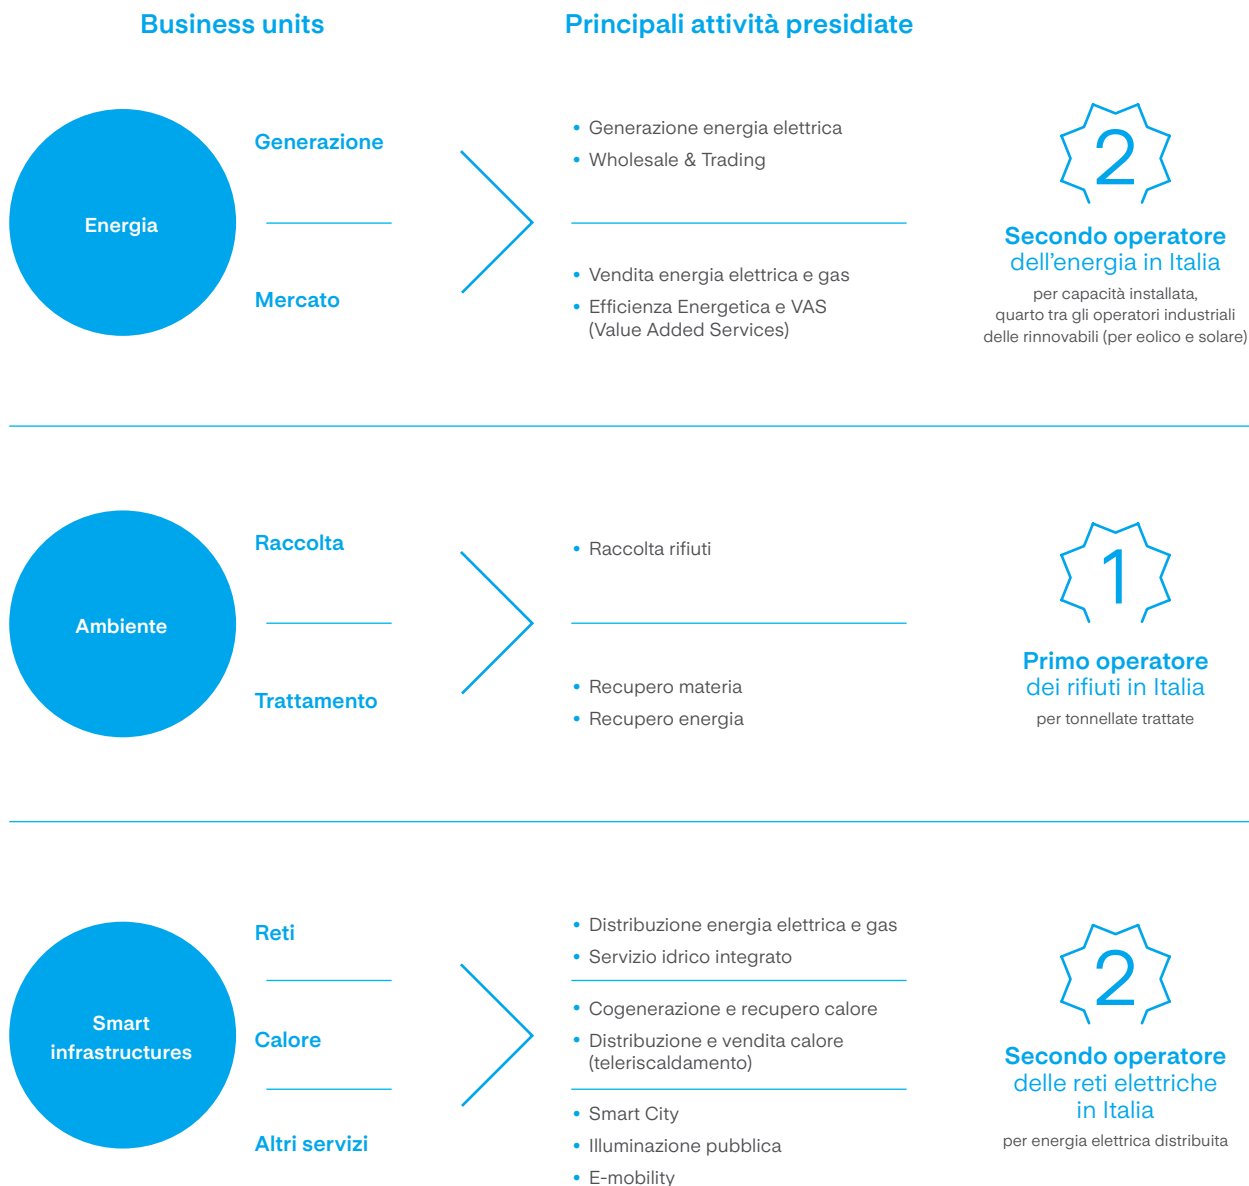 Business units
Principali attività presidiate
Energia
Generazione
• Generazione energia elettrica
• Wholesale & Trading
Mercato
• Vendita energia elettrica e gas
• Efficienza Energetica e VAS
(Value Added Services)
2
Secondo operatore
dell'energia in Italia
per capacità installata,
quarto tra gli operatori industriali
delle rinnovabili (per eolico e solare)
Ambiente
Raccolta
• Raccolta rifiuti
Trattamento
• Recupero materia
• Recupero energia
1
Primo operatore
dei rifiuti in Italia
per tonnellate trattate
Smart
infrastructures
Reti
• Distribuzione energia elettrica e gas
• Servizio idrico integrato
Calore
• Cogenerazione e recupero calore
• Distribuzione e vendita calore
(teleriscaldamento)
Altri servizi
• Smart City
• Illuminazione pubblica
• E-mobility
2
Secondo operatore
delle reti elettriche
in Italia
per energia elettrica distribuita